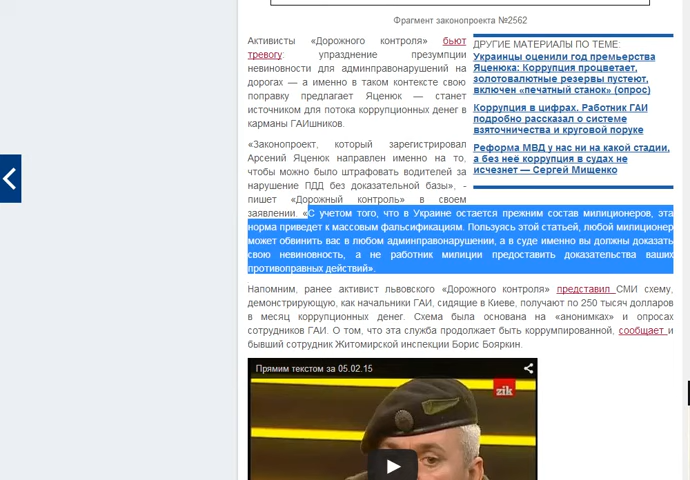 Фрагмент законопроекта №2562
Активисты «Дорожного контроля» бьют
тревогу: упразднение презумпции
невиновности для админправонарушений на
дорогах — а именно в таком контексте свою
поправку предлагает Яценюк — станет
источником для потока коррупционных денег в
карманы ГАИшников.
«Законопроект, который зарегистрировал
Арсений Яценюк направлен именно на то,
чтобы можно было штрафовать водителей за
нарушение ПДД без доказательной базы», -
пишет «Дорожный контроль» в своем
заявлении. «С учетом того, что в Украине остается прежним состав милиционеров, эта
норма приведет к массовым фальсификациям. Пользуясь этой статьей, любой милиционер
может обвинить вас в любом админправонарушении, а в суде именно вы должны доказать
свою невиновность, а не работник милиции предоставить доказательства ваших
противоправных действий».
ДРУГИЕ МАТЕРИАЛЫ ПО ТЕМЕ:
Украинцы оценили год премьерства
Яценюка: Коррупция процветает,
золотовалютные резервы пустеют,
включен «печатный станок» (опрос)
Коррупция в цифрах. Работник ГАИ
подробно рассказал о системе
взяточничества и круговой поруке
Реформа МВД у нас ни на какой стадии,
а без неё коррупция в судах не
исчезнет — Сергей Мищенко
Напомним, ранее активист львовского «Дорожного контроля» представил СМИ схему,
демонстрирующую, как начальники ГАИ, сидящие в Киеве, получают по 250 тысяч долларов
в месяц коррупционных денег. Схема была основана на «анонимках» и опросах
сотрудников ГАИ. О том, что эта служба продолжает быть коррумпированной, сообщает и
бывший сотрудник Житомирской инспекции Борис Бояркин.
Прямим текстом за 05.02.15
zik